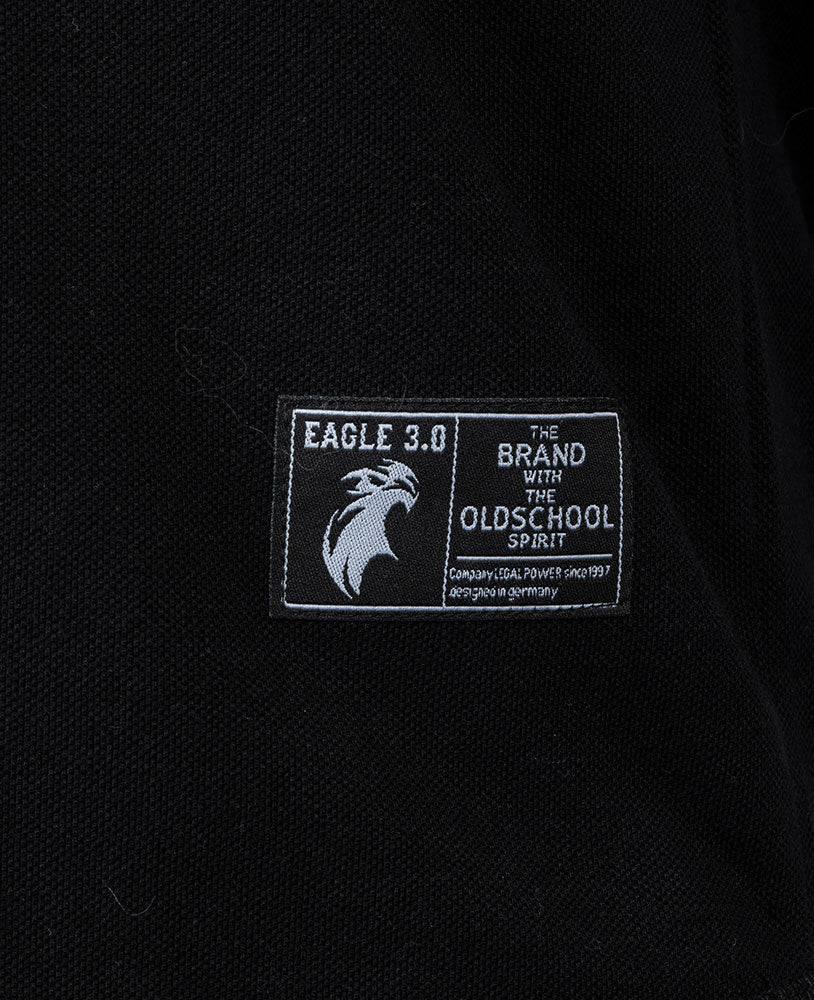 EAGLE 3.0
THE
BRAND
WITH
THE
OLDSCHOOL
SPIRIT
Company LEGAL POWER since 1997
designed in germany